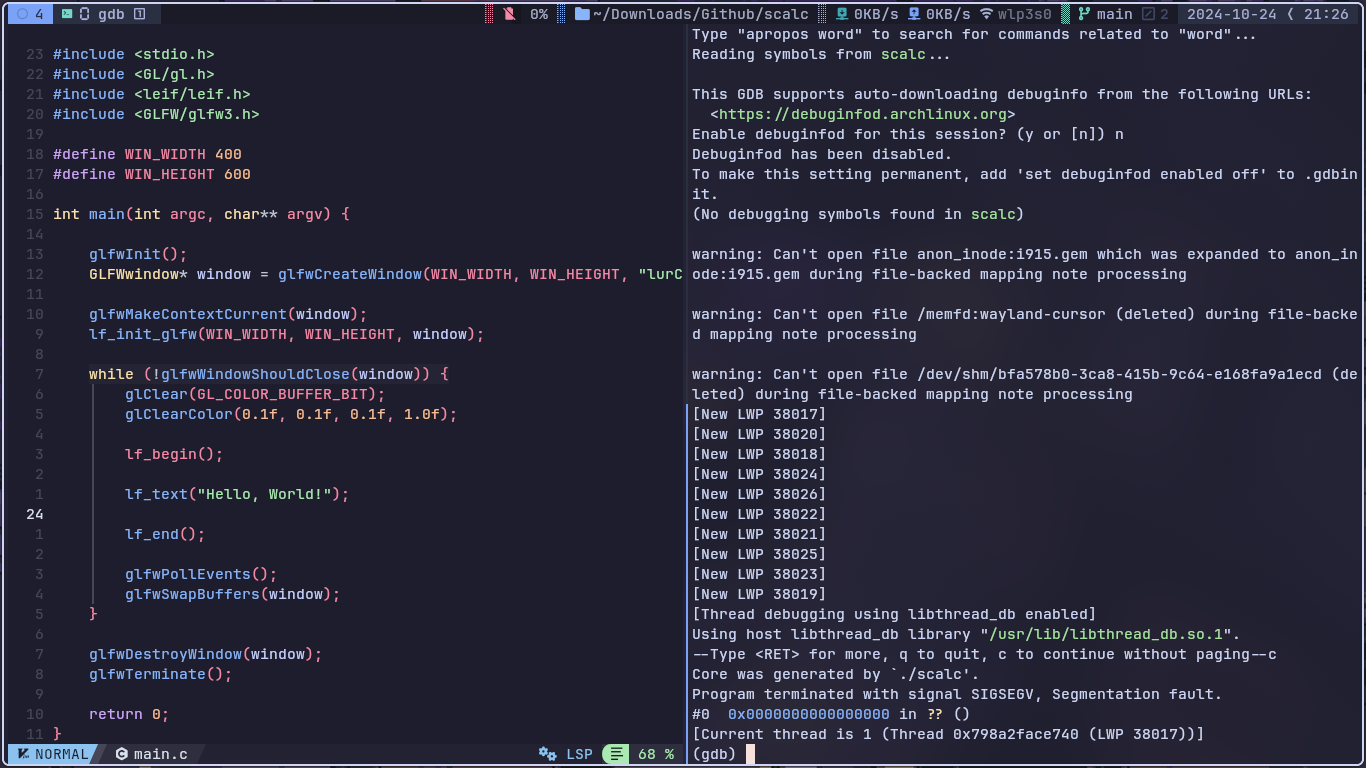 4 gdb 1 0% ~/Downloads/Github/scalc 0KB/s 0KB/s wlp3s0 main 2 2024-10-24 21:26
23 #include <stdio.h>
22 #include <GL/gl.h>
21 #include <leif/leif.h>
20 #include <GLFW/glfw3.h>
19
18 #define WIN_WIDTH 400
17 #define WIN_HEIGHT 600
16
15 int main(int argc, char** argv) {
14
13 glfwInit();
12 GLFWwindow* window = glfwCreateWindow(WIN_WIDTH, WIN_HEIGHT, "lurC
11
10 glfwMakeContextCurrent(window);
9 lf_init_glfw(WIN_WIDTH, WIN_HEIGHT, window);
8
7 while (!glfwWindowShouldClose(window)) {
6 glClear(GL_COLOR_BUFFER_BIT);
5 glClearColor(0.1f, 0.1f, 0.1f, 1.0f);
4
3 lf_begin();
2
1 lf_text("Hello, World!");
24
1 lf_end();
2
3 glfwPollEvents();
4 glfwSwapBuffers(window);
5 }
6
7 glfwDestroyWindow(window);
8 glfwTerminate();
9
10 return 0;
11 }
NORMAL main.c LSP 68 %
Type "apropos word" to search for commands related to "word"...
Reading symbols from scalc...
This GDB supports auto-downloading debuginfo from the following URLs:
<https://debuginfod.archlinux.org>
Enable debuginfod for this session? (y or [n]) n
Debuginfod has been disabled.
To make this setting permanent, add 'set debuginfod enabled off' to .gdbin
it.
(No debugging symbols found in scalc)
warning: Can't open file anon_inode:i915.gem which was expanded to anon_in
ode:i915.gem during file-backed mapping note processing
warning: Can't open file /memfd:wayland-cursor (deleted) during file-backe
d mapping note processing
warning: Can't open file /dev/shm/bfa578b0-3ca8-415b-9c64-e168fa9a1ecd (de
leted) during file-backed mapping note processing
[New LWP 38017]
[New LWP 38020]
[New LWP 38018]
[New LWP 38024]
[New LWP 38026]
[New LWP 38022]
[New LWP 38021]
[New LWP 38025]
[New LWP 38023]
[New LWP 38019]
[Thread debugging using libthread_db enabled]
Using host libthread_db library "/usr/lib/libthread_db.so.1".
--Type <RET> for more, q to quit, c to continue without paging--c
Core was generated by `./scalc'.
Program terminated with signal SIGSEGV, Segmentation fault.
#0 0x0000000000000000 in ?? ()
[Current thread is 1 (Thread 0x798a2face740 (LWP 38017))]
(gdb)